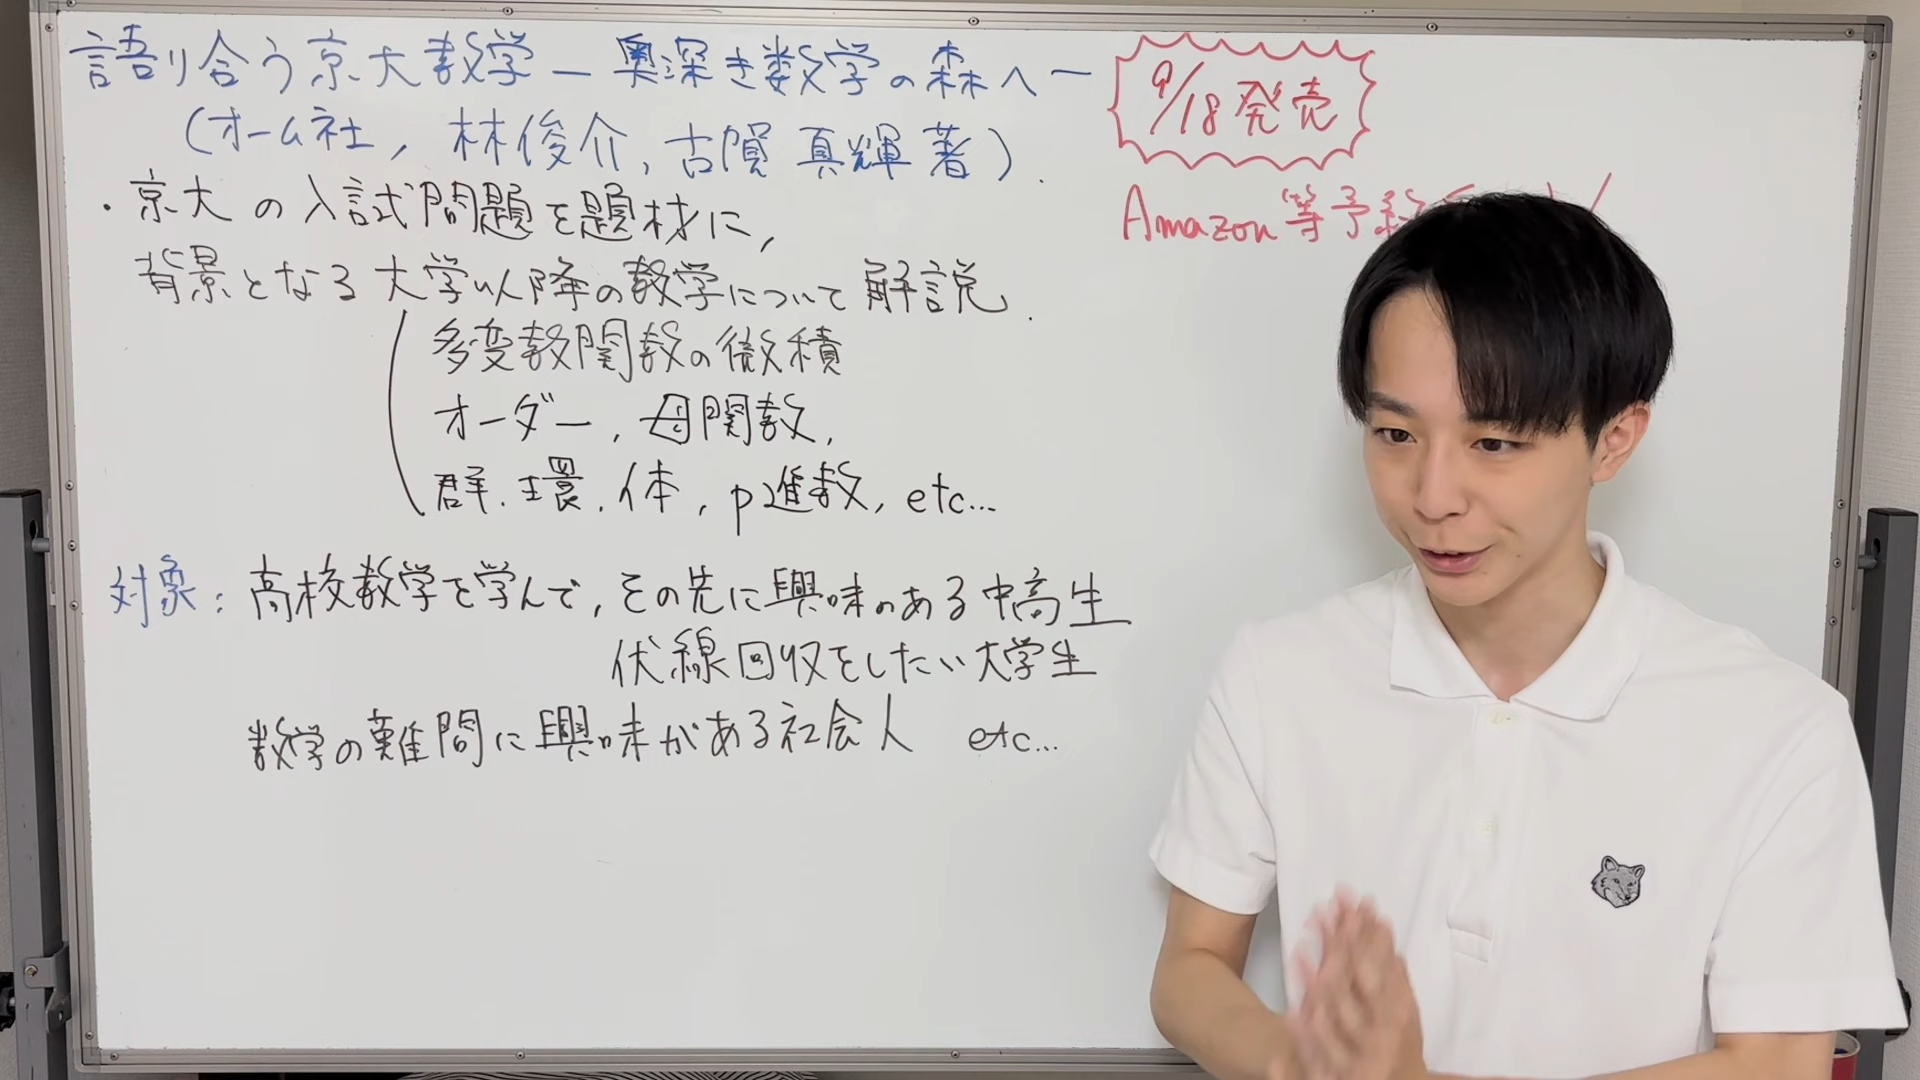 語り合う京大数学ー奥深き数学の森へー
(オーム社, 林俊介, 古賀真輝著).
9/18発売
Amazon等予約
・京大の入試問題を題材に,
背景となる大学以降の数学について解説.
多変数関数の微積
オーダー, 母関数,
群.環.体, p進数, etc...
対象:高校数学を学んで,その先に興味のある中高生
伏線回収をしたい大学生
数学の難問に興味がある社会人 etc...